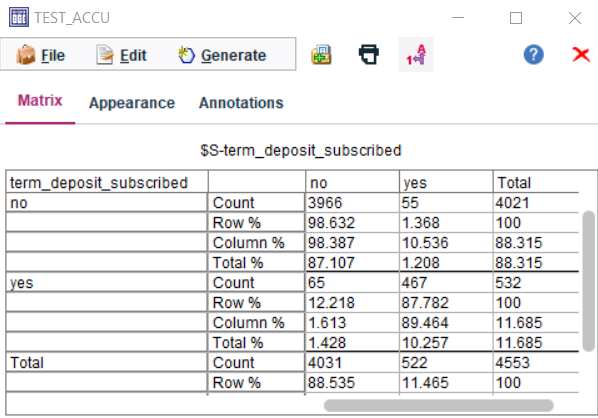 TEST_ACCU
File Edit Generate
1 A
Matrix Appearance Annotations
$S-term_deposit_subscribed
term_deposit_subscribed no yes Total
no Count 3966 55 4021
Row % 98.632 1.368 100
Column % 98.387 10.536 88.315
Total % 87.107 1.208 88.315
yes Count 65 467 532
Row % 12.218 87.782 100
Column % 1.613 89.464 11.685
Total % 1.428 10.257 11.685
Total Count 4031 522 4553
Row % 88.535 11.465 100